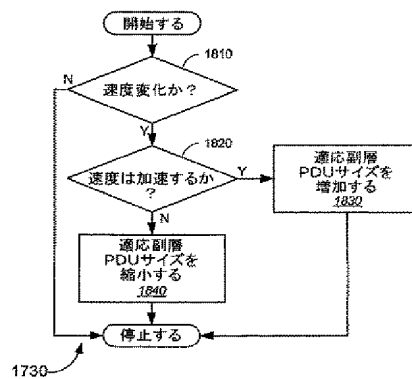 開始する
1810
N
速度変化か？
Y
1820
速度は加速するか
？
Y
適応副層
PDUサイズを
増加する
1830
N
適応副層
PDUサイズを
縮小する
1840
停止する
1730